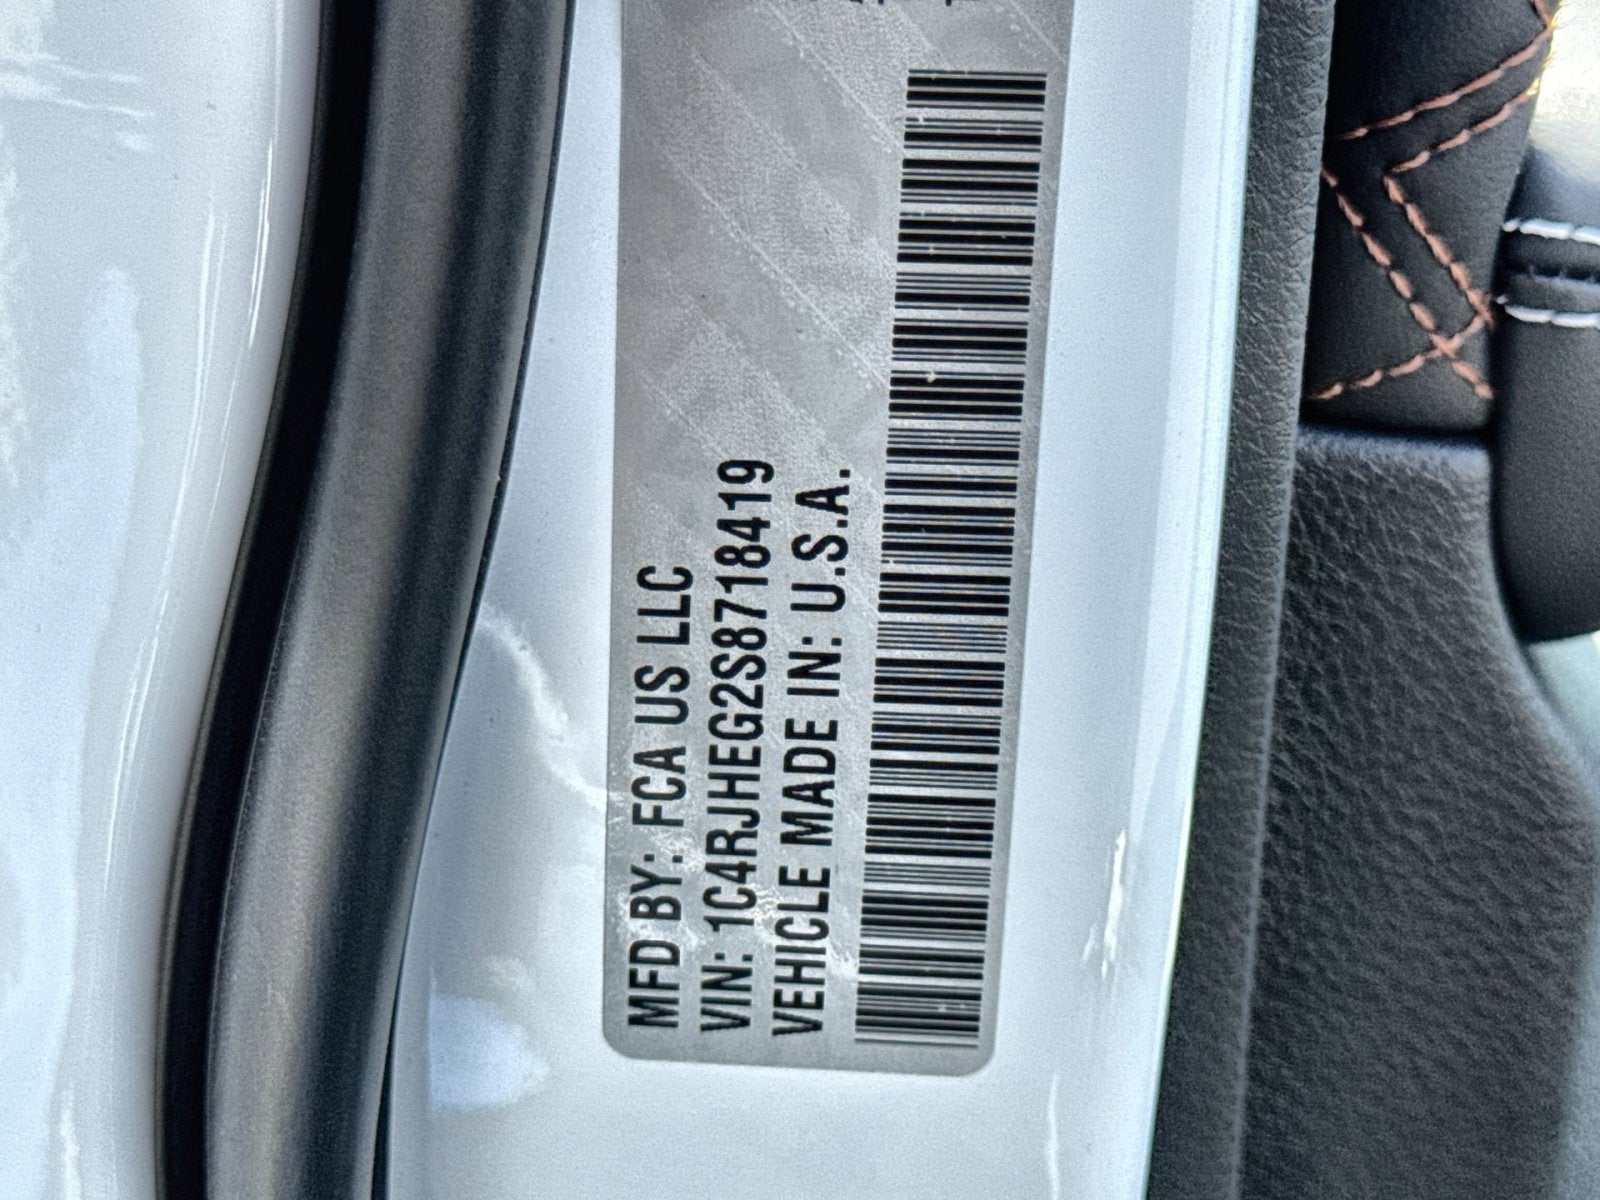 MFD BY: FCA US LLC
VIN: 1C4RJHEG2S8718419
VEHICLE MADE IN: U.S.A.